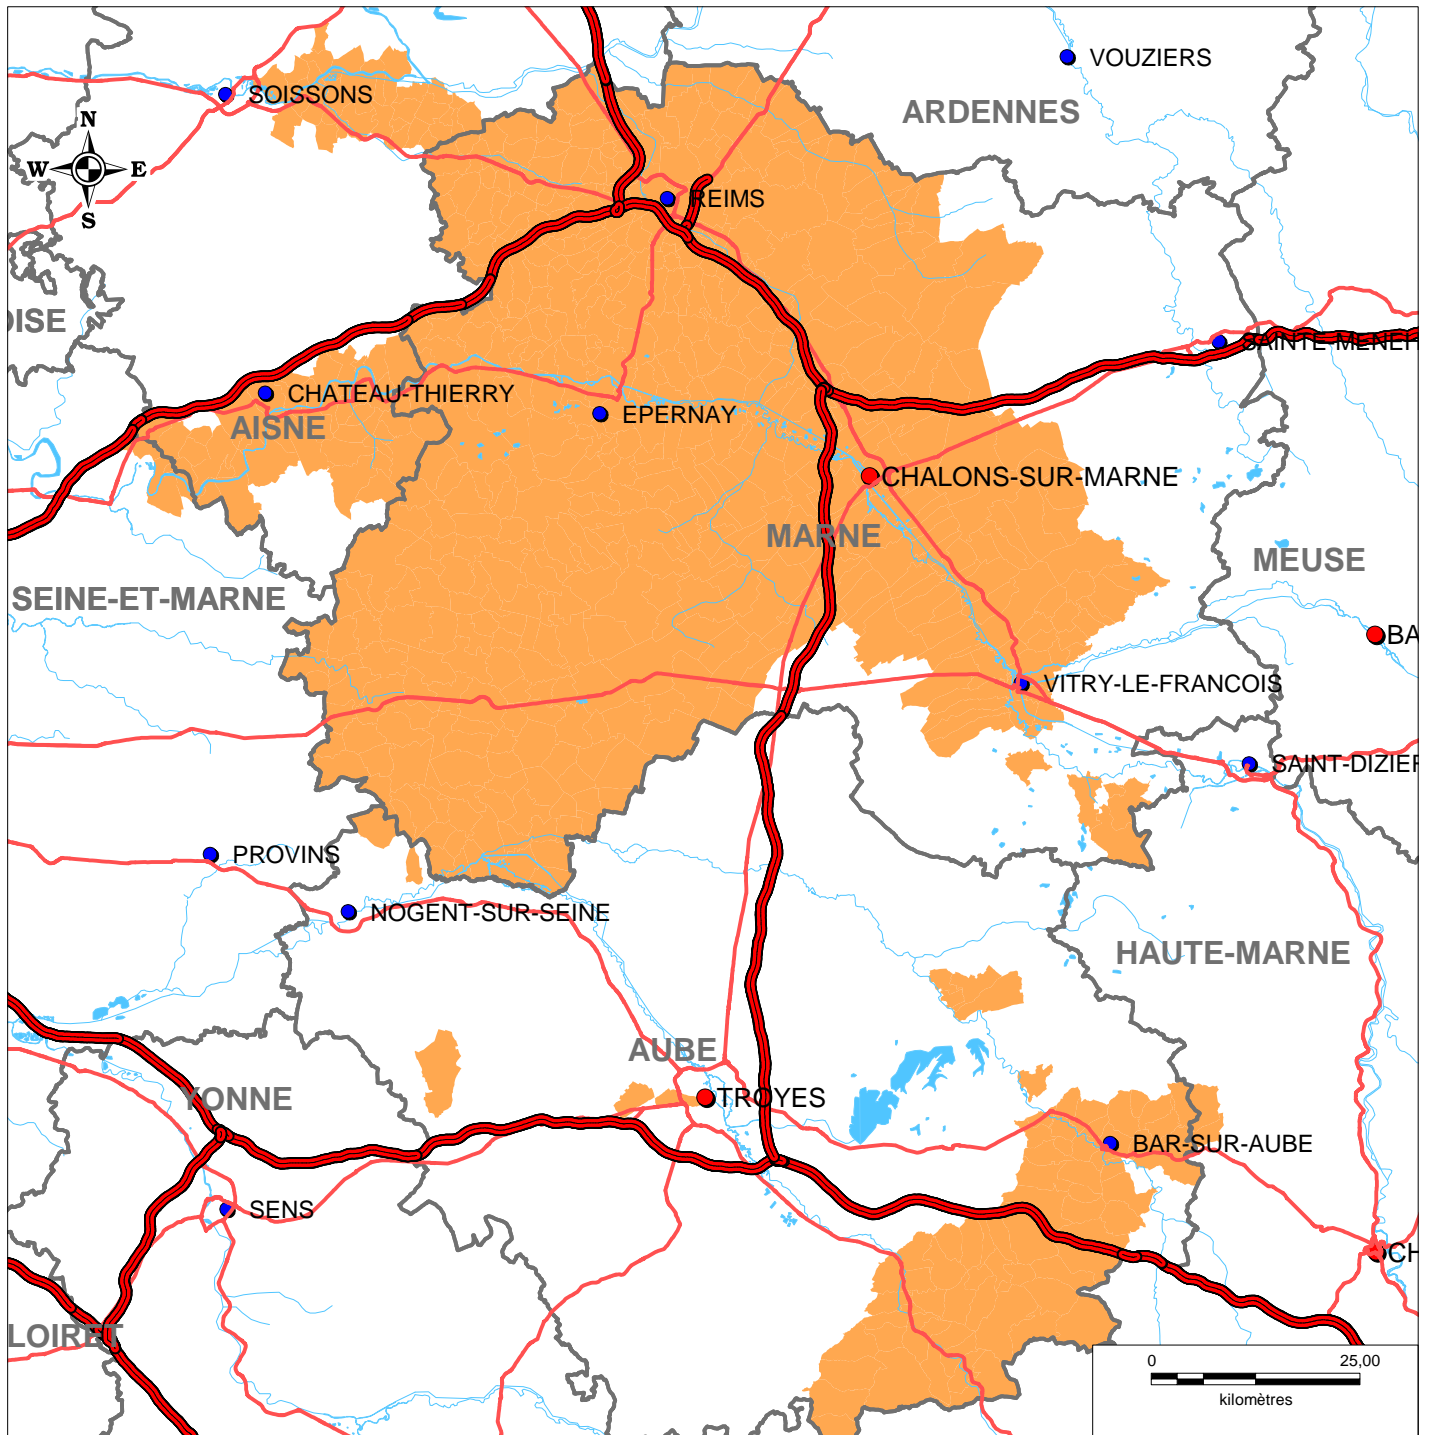 VOUZIERS
SOISSONS
ARDENNES
N
W
E
S
REIMS
OISE
SAINTE-MENEH
CHATEAU-THIERRY
EPERNAY
AISNE
CHALONS-SUR-MARNE
MARNE
MEUSE
SEINE-ET-MARNE
BA
VITRY-LE-FRANCOIS
SAINT-DIZIER
PROVINS
NOGENT-SUR-SEINE
HAUTE-MARNE
AUBE
YONNE
TROYES
BAR-SUR-AUBE
SENS
CH
LOIRET
0
25,00
kilomètres